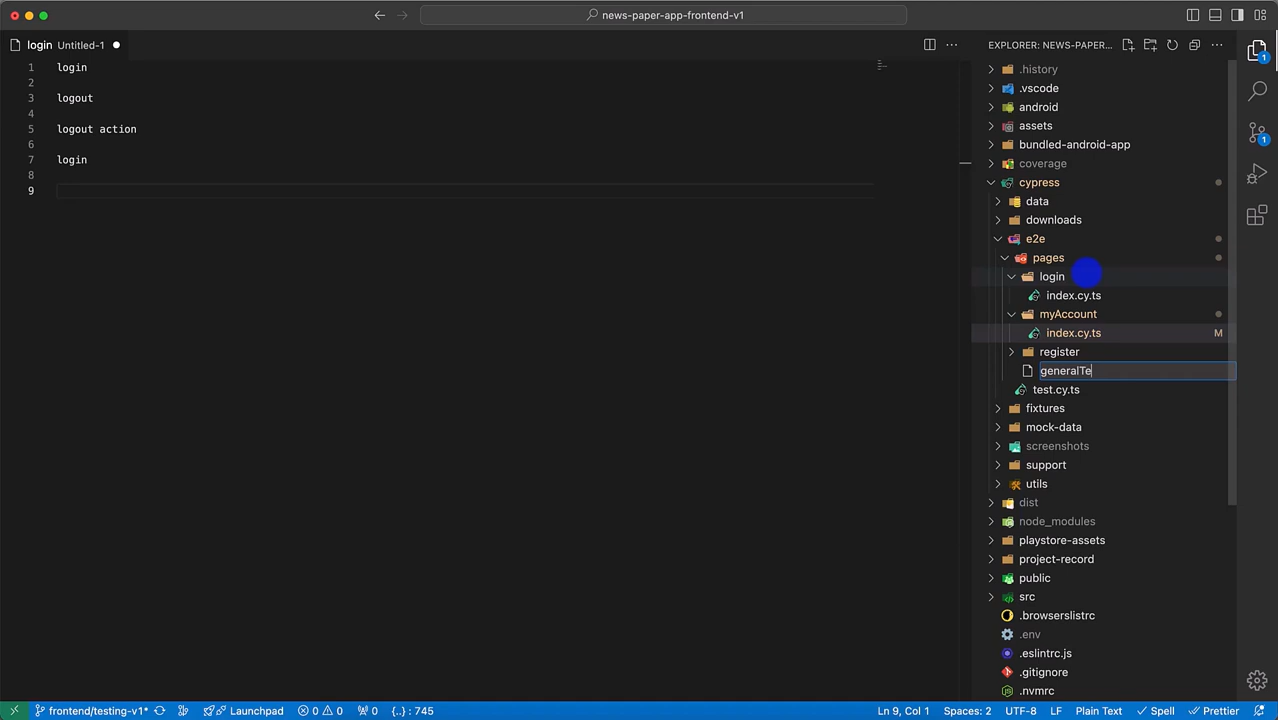 news-paper-app-frontend-v1
login Untitled-1
EXPLORER: NEWS-PAPER...
1 login
2
3 logout
4
5 logout action
6
7 login
8
9
.history
.vscode
android
assets
bundled-android-app
coverage
cypress
data
downloads
e2e
pages
login
index.cy.ts
myAccount
index.cy.ts M
register
generalTe
test.cy.ts
fixtures
mock-data
screenshots
support
utils
dist
node_modules
playstore-assets
project-record
public
src
.browserslistrc
.env
.eslintrc.js
.gitignore
.nvmrc
1
1
frontend/testing-v1* Launchpad 0 0 0 {..} : 745 Ln 9, Col 1 Spaces: 2 UTF-8 LF Plain Text Spell Prettier